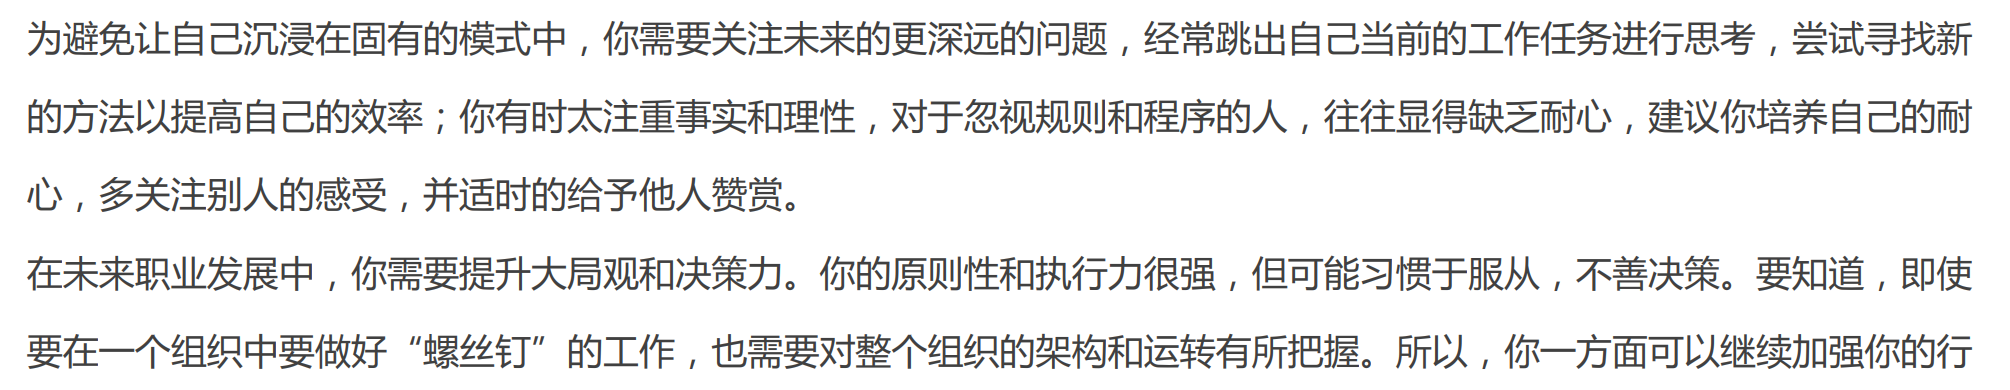 为避免让自己沉浸在固有的模式中，你需要关注未来的更深远的问题，经常跳出自己当前的工作任务进行思考，尝试寻找新
的方法以提高自己的效率；你有时太注重事实和理性，对于忽视规则和程序的人，往往显得缺乏耐心，建议你培养自己的耐
心，多关注别人的感受，并适时的给予他人赞赏。
在未来职业发展中，你需要提升大局观和决策力。你的原则性和执行力很强，但可能习惯于服从，不善决策。要知道，即使
要在一个组织中要做好“螺丝钉”的工作，也需要对整个组织的架构和运转有所把握。所以，你一方面可以继续加强你的行